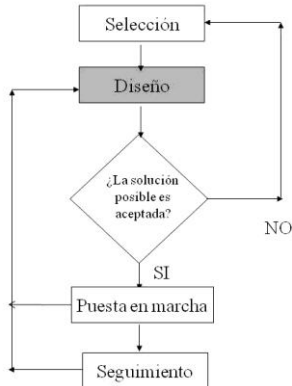 Selección
Diseño
¿La solución
posible es
aceptada?
NO
SI
Puesta en marcha
Seguimiento